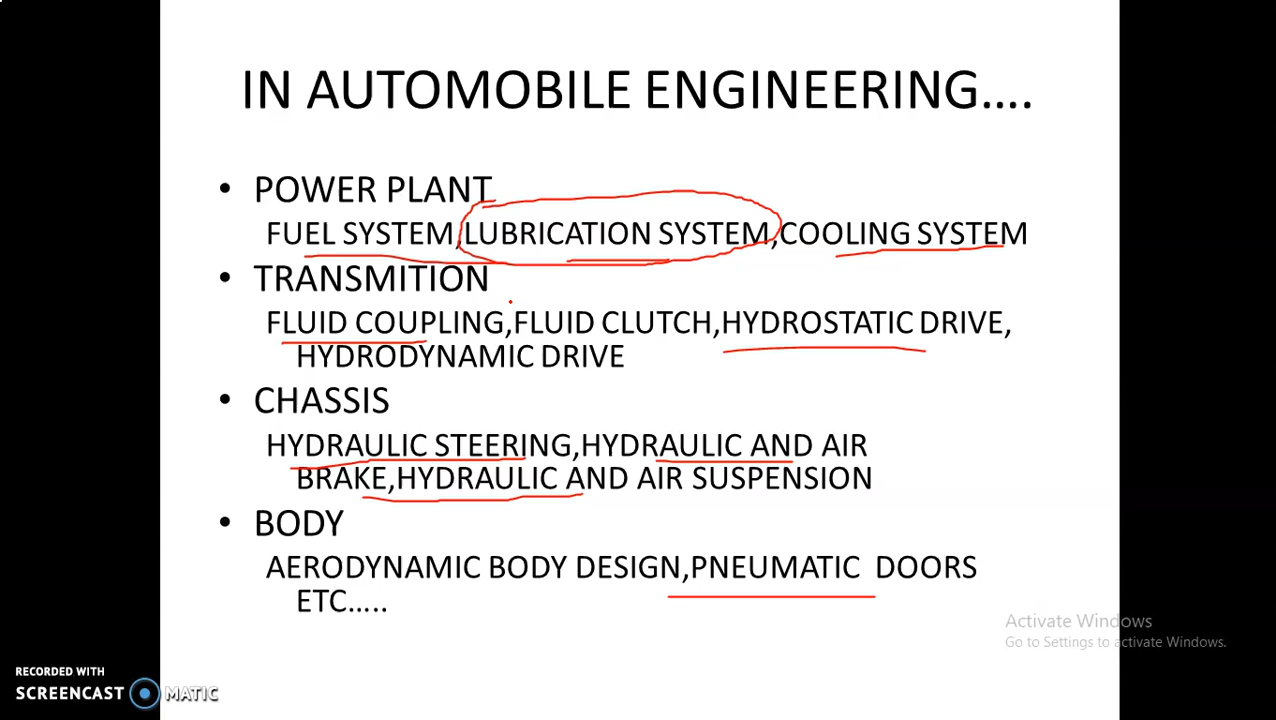 IN AUTOMOBILE ENGINEERING....
• POWER PLANT
FUEL SYSTEM,LUBRICATION SYSTEM,COOLING SYSTEM
• TRANSMITION
FLUID COUPLING,FLUID CLUTCH,HYDROSTATIC DRIVE,
HYDRODYNAMIC DRIVE
• CHASSIS
HYDRAULIC STEERING,HYDRAULIC AND AIR
BRAKE,HYDRAULIC AND AIR SUSPENSION
• BODY
AERODYNAMIC BODY DESIGN,PNEUMATIC DOORS
ETC.....
Activate Windows
Go to Settings to activate Windows.
RECORDED WITH
SCREENCAST MATIC